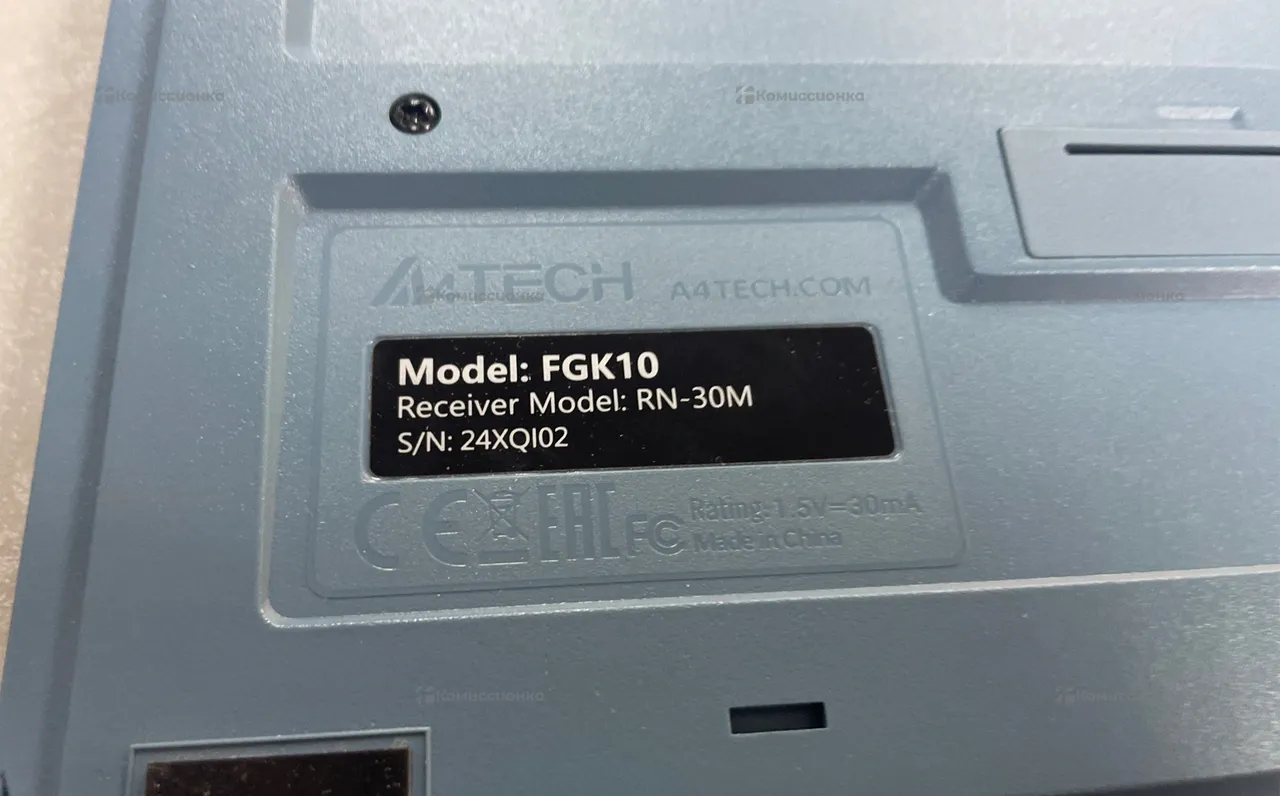 Комиссионка
Комиссионка
A4TECH A4TECH.COM
Комиссионка
Комиссионка
Model: FGK10
Receiver Model: RN-30M
S/N: 24XQI02
CE EAC FC Rating: 1.5V=30mA
Made in China
Комиссионка
Комиссионка